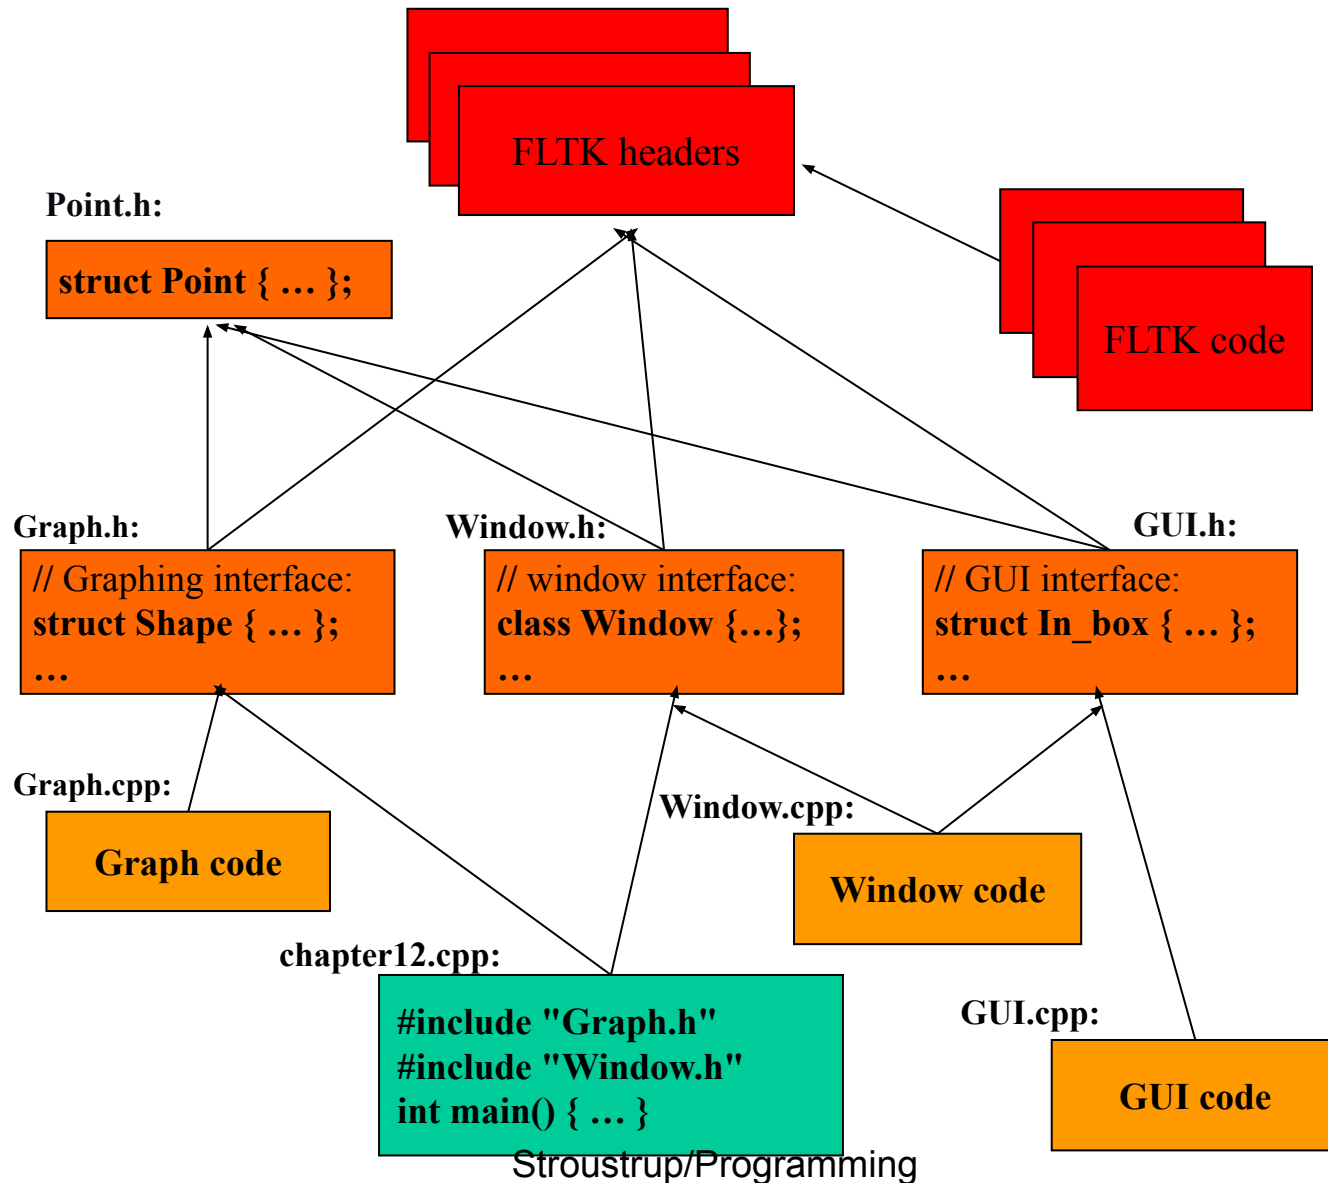 FLTK headers
Point.h:
struct Point { … };
FLTK code
Graph.h:
Window.h:
GUI.h:
// Graphing interface:
struct Shape { … };
…
// window interface:
class Window {…};
…
// GUI interface:
struct In_box { … };
…
Graph.cpp:
Graph code
Window.cpp:
Window code
chapter12.cpp:
#include "Graph.h"
#include "Window.h"
int main() { … }
GUI.cpp:
GUI code
Stroustrup/Programming